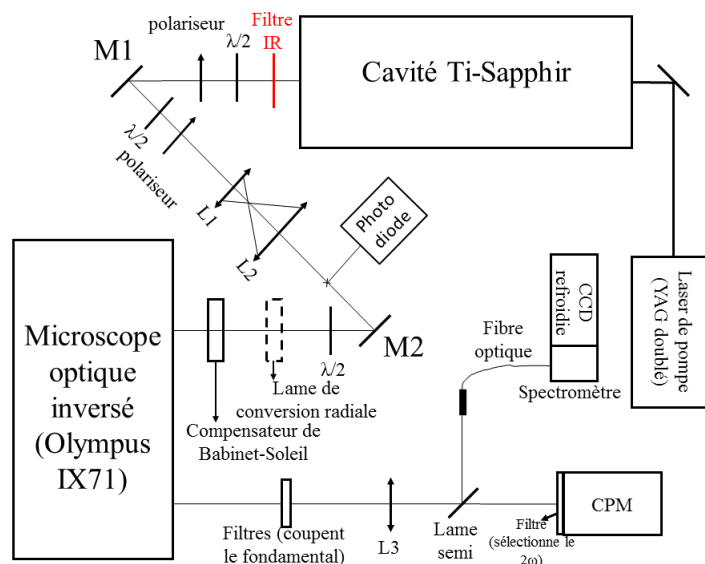 polariseur
λ/2
Filtre
IR
M1
Cavité Ti-Sapphir
λ/2
polariseur
L1
L2
Photo
diode
Laser de pompe
(YAG doublé)
CCD
refroidie
Fibre
optique
Spectromètre
Microscope
optique
inversé
(Olympus
IX71)
λ/2
M2
Lame de
conversion radiale
Compensateur de
Babinet-Soleil
Filtres (coupent
le fondamental)
L3
Lame
semi
Filtre
(sélectionne le
2ω)
CPM